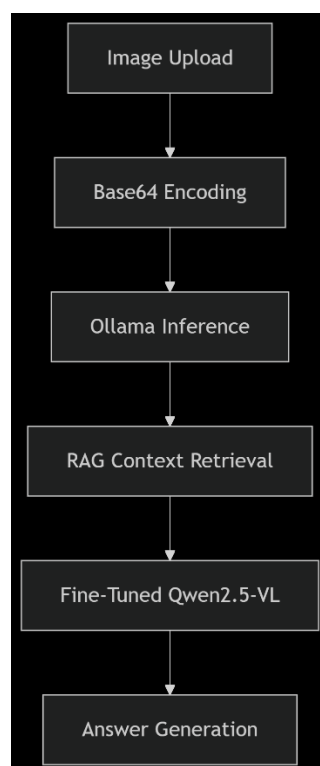 Image Upload
Base64 Encoding
Ollama Inference
RAG Context Retrieval
Fine-Tuned Qwen2.5-VL
Answer Generation